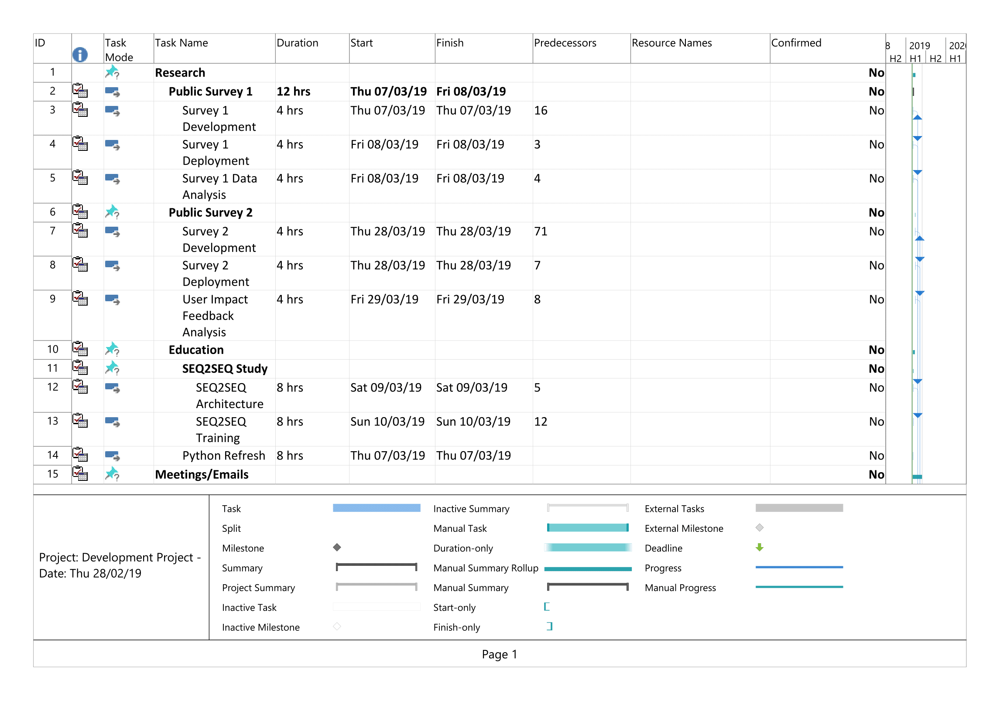 ID Task Mode Task Name Duration Start Finish Predecessors Resource Names Confirmed
8 2019 202
H2 H1 H2 H1
1 Research No
2 Public Survey 1 12 hrs Thu 07/03/19 Fri 08/03/19 No
3 Survey 1 4 hrs Thu 07/03/19 Thu 07/03/19 16 No
Development
4 Survey 1 4 hrs Fri 08/03/19 Fri 08/03/19 3 No
Deployment
5 Survey 1 Data 4 hrs Fri 08/03/19 Fri 08/03/19 4 No
Analysis
6 Public Survey 2 No
7 Survey 2 4 hrs Thu 28/03/19 Thu 28/03/19 71 No
Development
8 Survey 2 4 hrs Thu 28/03/19 Thu 28/03/19 7 No
Deployment
9 User Impact 4 hrs Fri 29/03/19 Fri 29/03/19 8 No
Feedback
Analysis
10 Education No
11 SEQ2SEQ Study No
12 SEQ2SEQ 8 hrs Sat 09/03/19 Sat 09/03/19 5 No
Architecture
13 SEQ2SEQ 8 hrs Sun 10/03/19 Sun 10/03/19 12 No
Training
14 Python Refresh 8 hrs Thu 07/03/19 Thu 07/03/19 No
15 Meetings/Emails No
Project: Development Project -
Date: Thu 28/02/19
Task
Split
Milestone
Summary
Project Summary
Inactive Task
Inactive Milestone
Inactive Summary
Manual Task
Duration-only
Manual Summary Rollup
Manual Summary
Start-only
Finish-only
External Tasks
External Milestone
Deadline
Progress
Manual Progress
Page 1